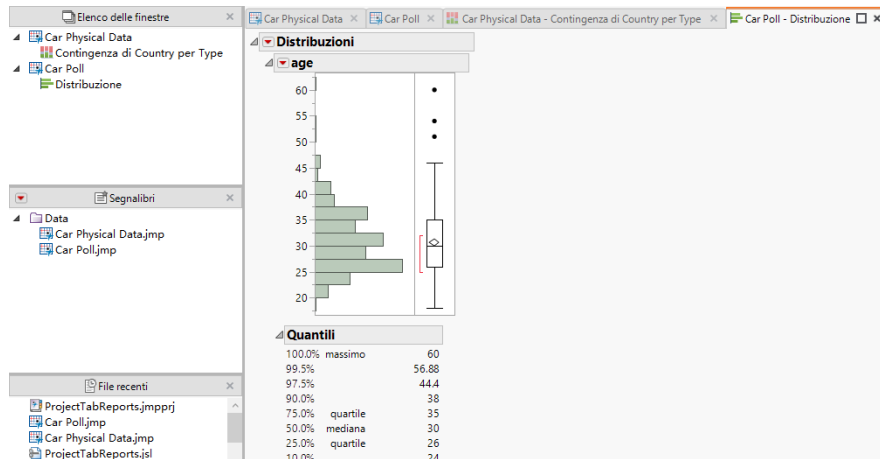 Elenco delle finestre
Car Physical Data
Contingenza di Country per Type
Car Poll
Distribuzione
Segnalibri
Data
Car Physical Data.jmp
Car Poll.jmp
File recenti
ProjectTabReports.jmpprj
Car Poll.jmp
Car Physical Data.jmp
ProjectTabReports.jsl
Car Physical Data
Car Poll
Car Physical Data - Contingenza di Country per Type
Car Poll - Distribuzione
Distribuzioni
age
60
55
50
45
40
35
30
25
20
Quantili
100.0% massimo 60
99.5% 56.88
97.5% 44.4
90.0% 38
75.0% quartile 35
50.0% mediana 30
25.0% quartile 26
10.0% 24